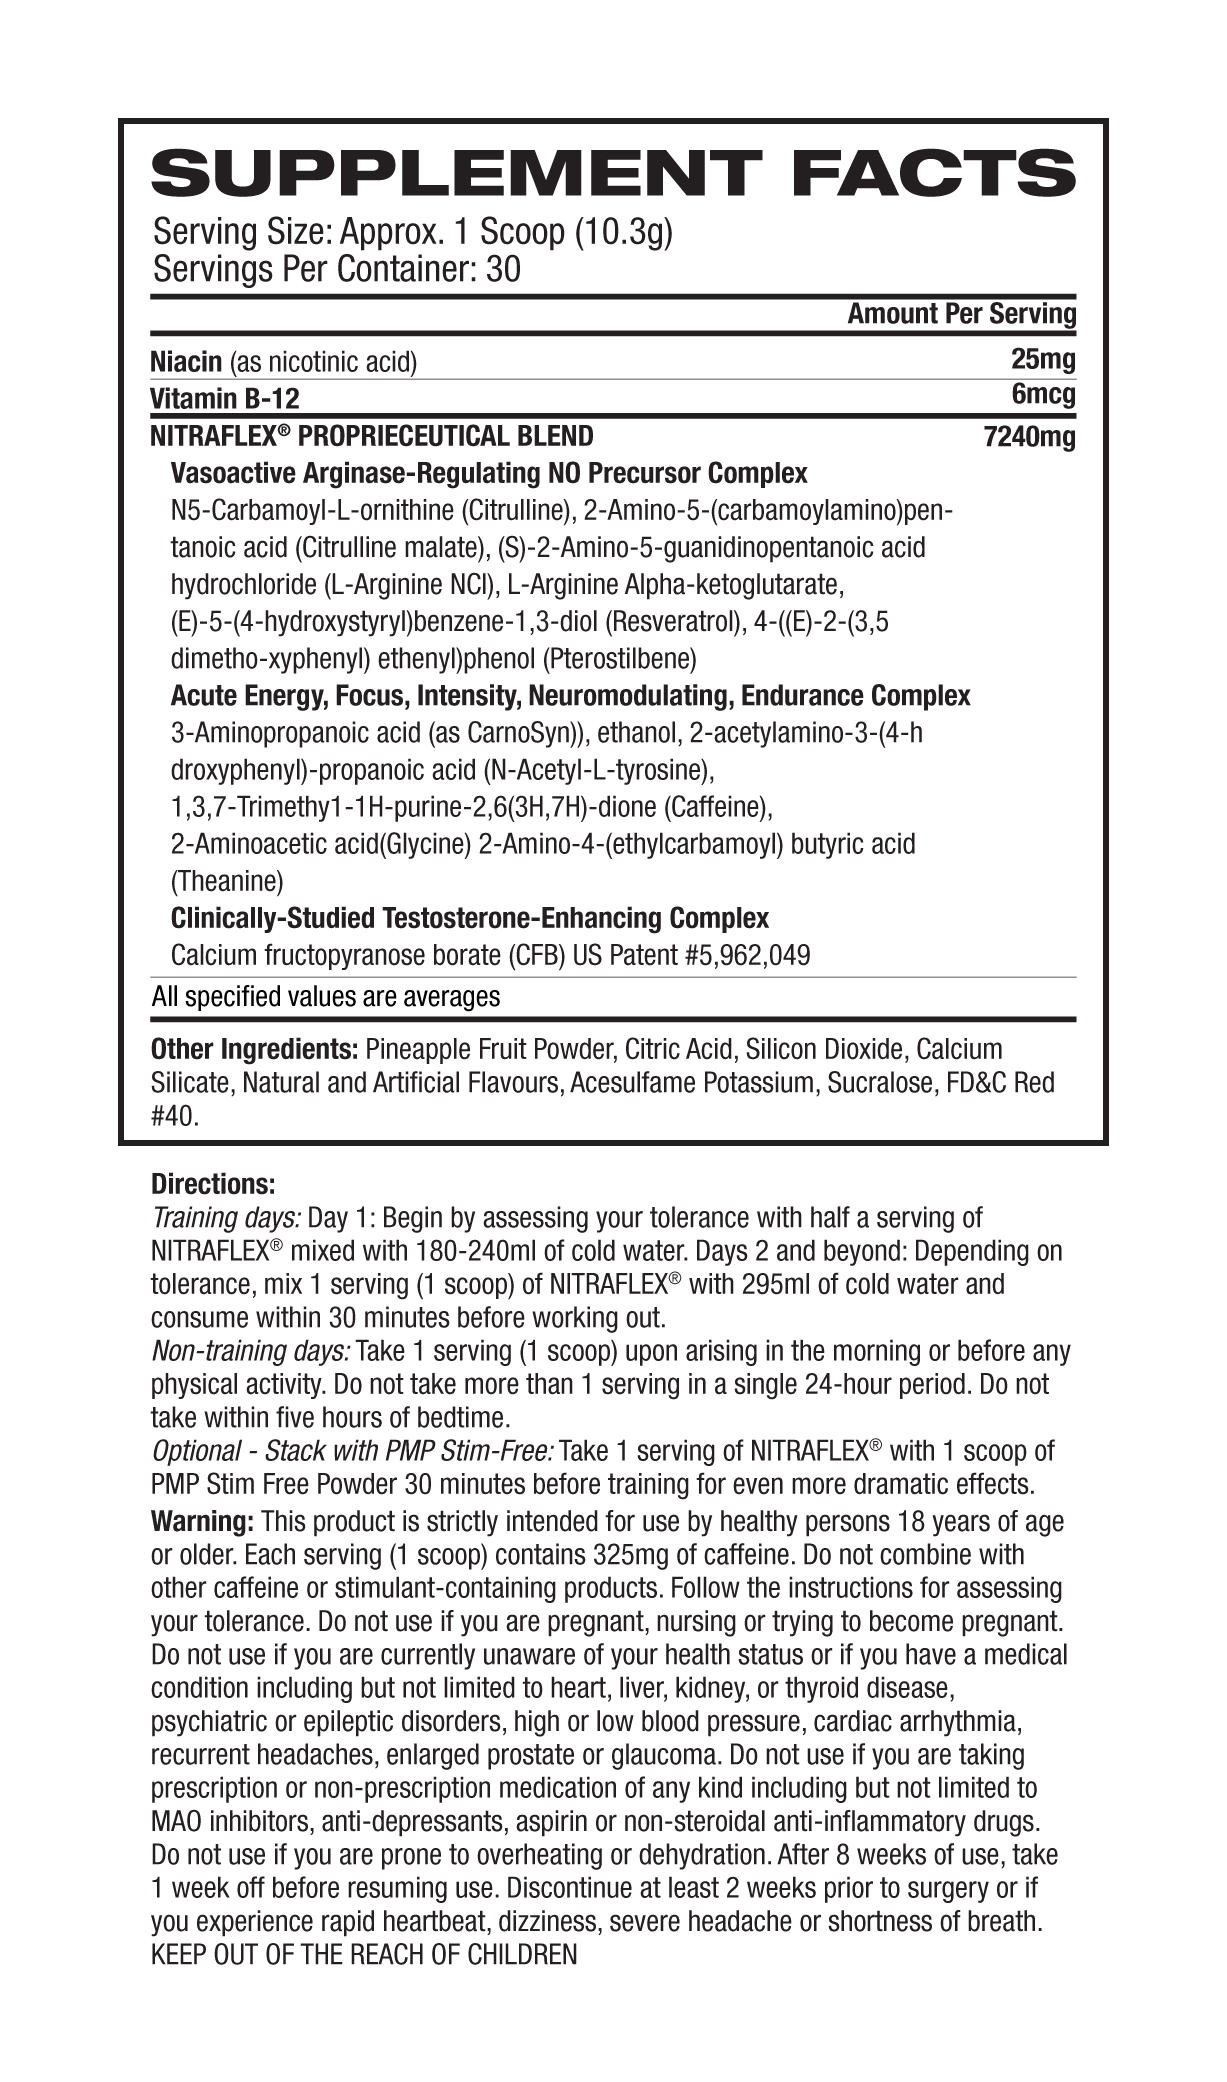 SUPPLEMENT FACTS
Serving Size: Approx. 1 Scoop (10.3g)
Servings Per Container: 30
Amount Per Serving
Niacin (as nicotinic acid) 25mg
Vitamin B-12 6mcg
NITRAFLEX® PROPRIECEUTICAL BLEND 7240mg
Vasoactive Arginase-Regulating NO Precursor Complex
N5-Carbamoyl-L-ornithine (Citrulline), 2-Amino-5-(carbamoylamino)pen-
tanoic acid (Citrulline malate), (S)-2-Amino-5-guanidinopentanoic acid
hydrochloride (L-Arginine NCl), L-Arginine Alpha-ketoglutarate,
(E)-5-(4-hydroxystyryl)benzene-1,3-diol (Resveratrol), 4-((E)-2-(3,5
dimetho-xyphenyl) ethenyl)phenol (Pterostilbene)
Acute Energy, Focus, Intensity, Neuromodulating, Endurance Complex
3-Aminopropanoic acid (as CarnoSyn)), ethanol, 2-acetylamino-3-(4-h
droxyphenyl)-propanoic acid (N-Acetyl-L-tyrosine),
1,3,7-Trimethy1-1H-purine-2,6(3H,7H)-dione (Caffeine),
2-Aminoacetic acid(Glycine) 2-Amino-4-(ethylcarbamoyl) butyric acid
(Theanine)
Clinically-Studied Testosterone-Enhancing Complex
Calcium fructopyranose borate (CFB) US Patent #5,962,049
All specified values are averages
Other Ingredients: Pineapple Fruit Powder, Citric Acid, Silicon Dioxide, Calcium
Silicate, Natural and Artificial Flavours, Acesulfame Potassium, Sucralose, FD&C Red
#40.
Directions:
Training days: Day 1: Begin by assessing your tolerance with half a serving of
NITRAFLEX® mixed with 180-240ml of cold water. Days 2 and beyond: Depending on
tolerance, mix 1 serving (1 scoop) of NITRAFLEX® with 295ml of cold water and
consume within 30 minutes before working out.
Non-training days: Take 1 serving (1 scoop) upon arising in the morning or before any
physical activity. Do not take more than 1 serving in a single 24-hour period. Do not
take within five hours of bedtime.
Optional - Stack with PMP Stim-Free: Take 1 serving of NITRAFLEX® with 1 scoop of
PMP Stim Free Powder 30 minutes before training for even more dramatic effects.
Warning: This product is strictly intended for use by healthy persons 18 years of age
or older. Each serving (1 scoop) contains 325mg of caffeine. Do not combine with
other caffeine or stimulant-containing products. Follow the instructions for assessing
your tolerance. Do not use if you are pregnant, nursing or trying to become pregnant.
Do not use if you are currently unaware of your health status or if you have a medical
condition including but not limited to heart, liver, kidney, or thyroid disease,
psychiatric or epileptic disorders, high or low blood pressure, cardiac arrhythmia,
recurrent headaches, enlarged prostate or glaucoma. Do not use if you are taking
prescription or non-prescription medication of any kind including but not limited to
MAO inhibitors, anti-depressants, aspirin or non-steroidal anti-inflammatory drugs.
Do not use if you are prone to overheating or dehydration. After 8 weeks of use, take
1 week off before resuming use. Discontinue at least 2 weeks prior to surgery or if
you experience rapid heartbeat, dizziness, severe headache or shortness of breath.
KEEP OUT OF THE REACH OF CHILDREN